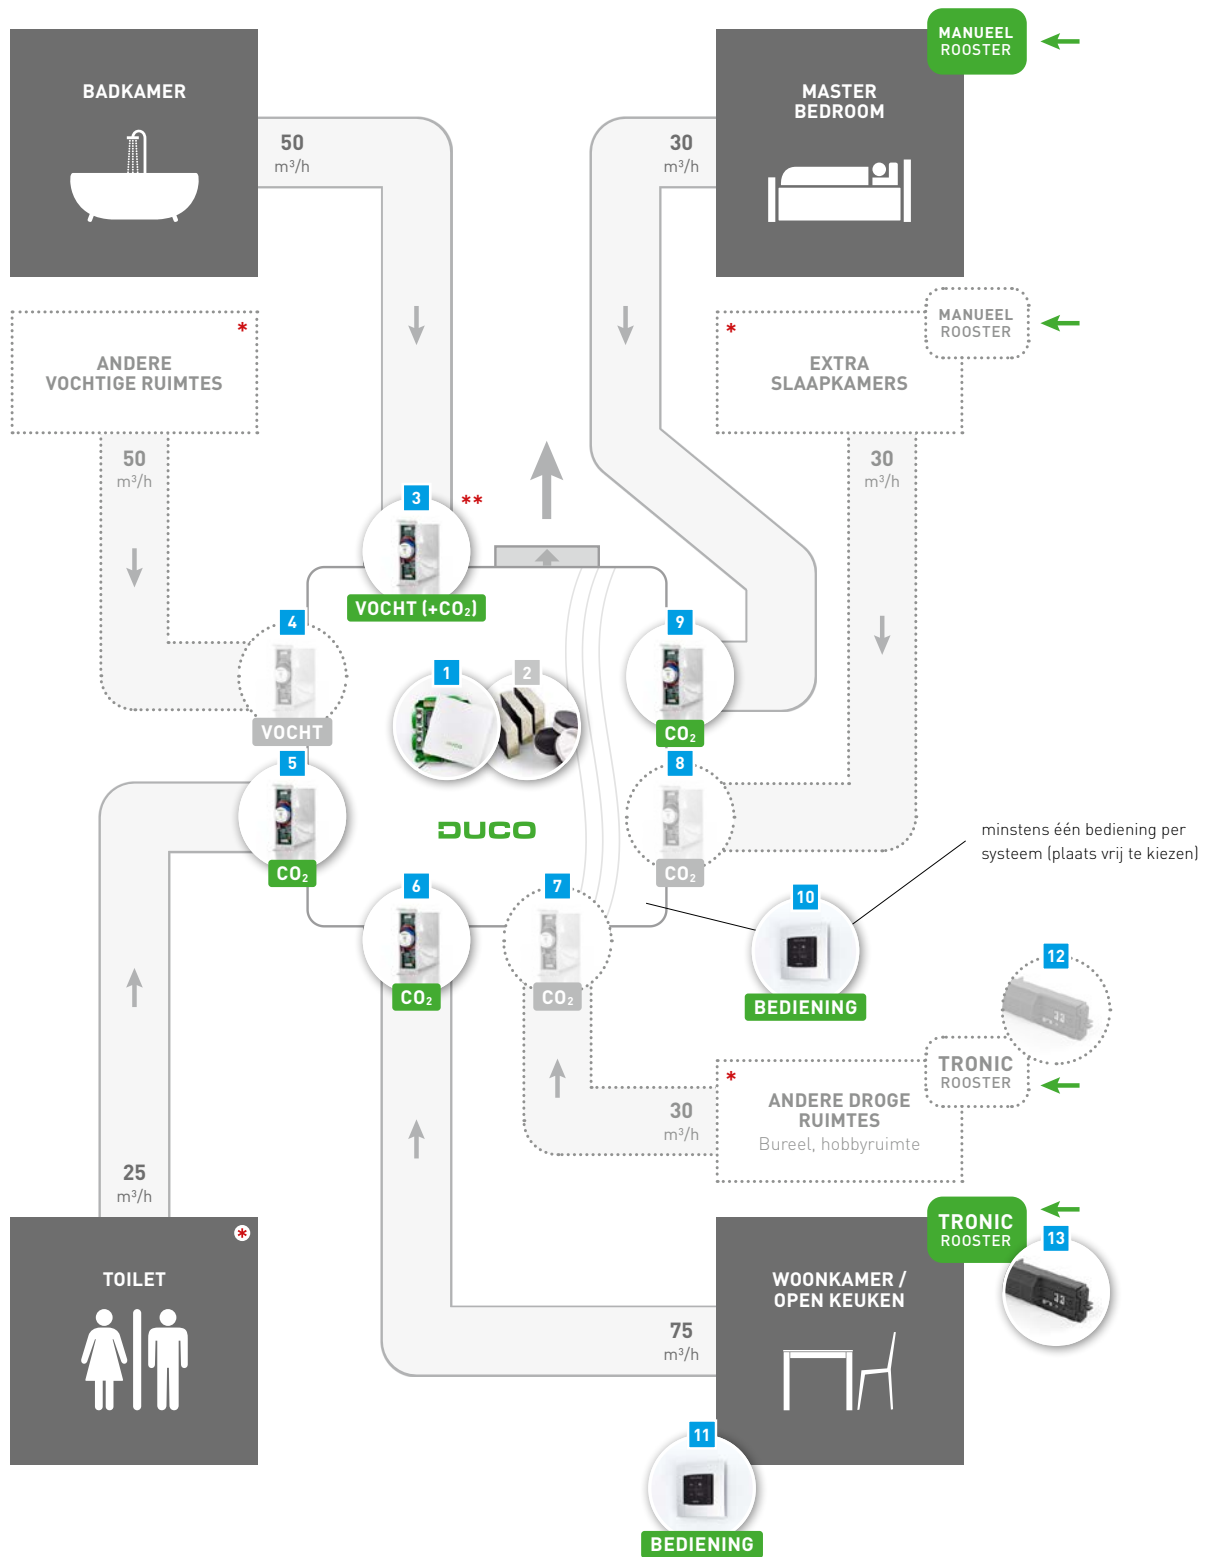 MANUEEL
ROOSTER
BADKAMER
MASTER
BEDROOM
50
m³/h
30
m³/h
*
ANDERE
VOCHTIGE RUIMTES
MANUEEL
ROOSTER
*
EXTRA
SLAAPKAMERS
50
m³/h
30
m³/h
3
**
VOCHT (+CO₂)
4
VOCHT
9
CO₂
1
2
5
CO₂
8
CO₂
DUCO
minstens één bediening per
systeem (plaats vrij te kiezen)
6
CO₂
7
CO₂
10
BEDIENING
12
TRONIC
ROOSTER
*
ANDERE DROGE
RUIMTES
Bureel, hobbyruimte
30
m³/h
25
m³/h
*
TOILET
TRONIC
ROOSTER
13
WOONKAMER /
OPEN KEUKEN
75
m³/h
11
BEDIENING